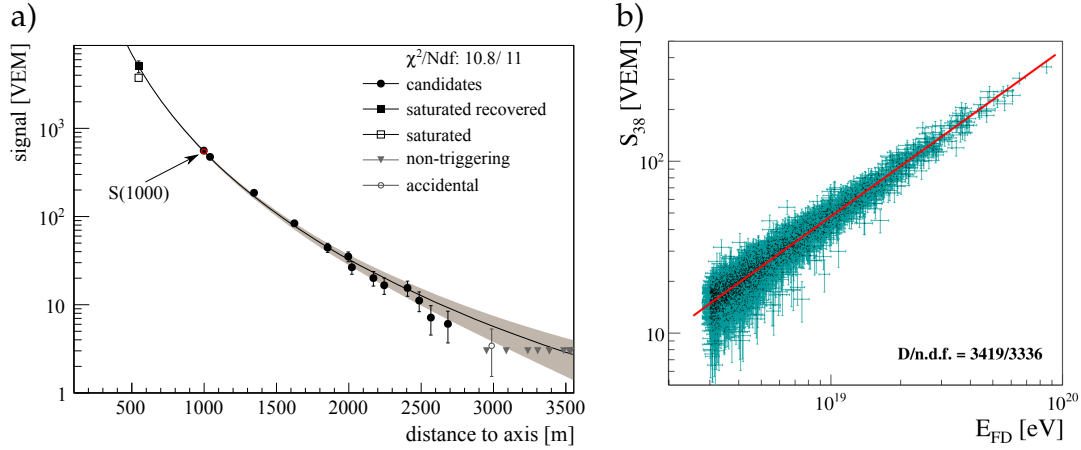 a)
signal [VEM]
10³
10²
10
1
χ²/Ndf: 10.8/ 11
candidates
saturated recovered
saturated
non-triggering
accidental
S(1000)
500 1000 1500 2000 2500 3000 3500
distance to axis [m]
b)
S₃₈ [VEM]
10²
10
D/n.d.f. = 3419/3336
10¹⁹ 10²⁰
E_FD [eV]